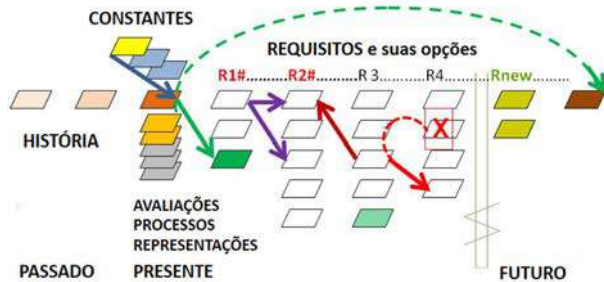 CONSTANTES
REQUISITOS e suas opções
R1#..........R2#..........R 3..........R4..........Rnew..........
X
HISTÓRIA
AVALIAÇÕES
PROCESSOS
REPRESENTAÇÕES
PASSADO PRESENTE FUTURO